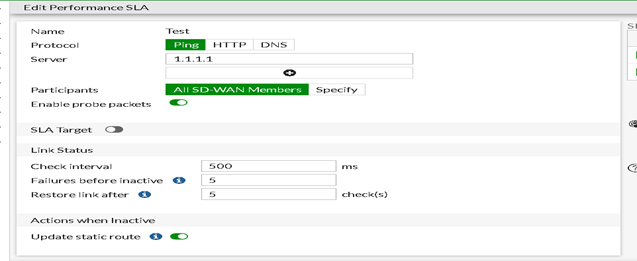 Edit Performance SLA
Name Test
Protocol Ping HTTP DNS
Server 1.1.1.1
Participants All SD-WAN Members Specify
Enable probe packets
SLA Target
Link Status
Check interval 500 ms
Failures before inactive 5
Restore link after 5 check(s)
Actions when Inactive
Update static route